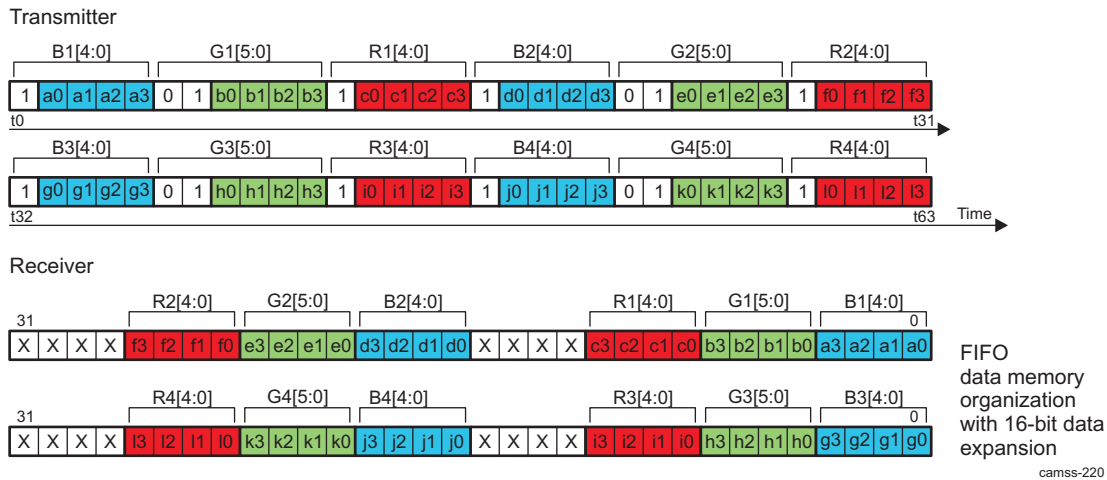 Transmitter
B1[4:0] G1[5:0] R1[4:0] B2[4:0] G2[5:0] R2[4:0]
1 a0 a1 a2 a3 0 1 b0 b1 b2 b3 1 c0 c1 c2 c3 1 d0 d1 d2 d3 0 1 e0 e1 e2 e3 1 f0 f1 f2 f3
t0 t31
B3[4:0] G3[5:0] R3[4:0] B4[4:0] G4[5:0] R4[4:0]
1 g0 g1 g2 g3 0 1 h0 h1 h2 h3 1 i0 i1 i2 i3 1 j0 j1 j2 j3 0 1 k0 k1 k2 k3 1 l0 l1 l2 l3
t32 t63 Time
Receiver
R2[4:0] G2[5:0] B2[4:0] R1[4:0] G1[5:0] B1[4:0]
31 0
X X X X f3 f2 f1 f0 e3 e2 e1 e0 d3 d2 d1 d0 X X X X c3 c2 c1 c0 b3 b2 b1 b0 a3 a2 a1 a0
R4[4:0] G4[5:0] B4[4:0] R3[4:0] G3[5:0] B3[4:0]
31 0
X X X X l3 l2 l1 l0 k3 k2 k1 k0 j3 j2 j1 j0 X X X X i3 i2 i1 i0 h3 h2 h1 h0 g3 g2 g1 g0
FIFO
data memory
organization
with 16-bit data
expansion
camss-220